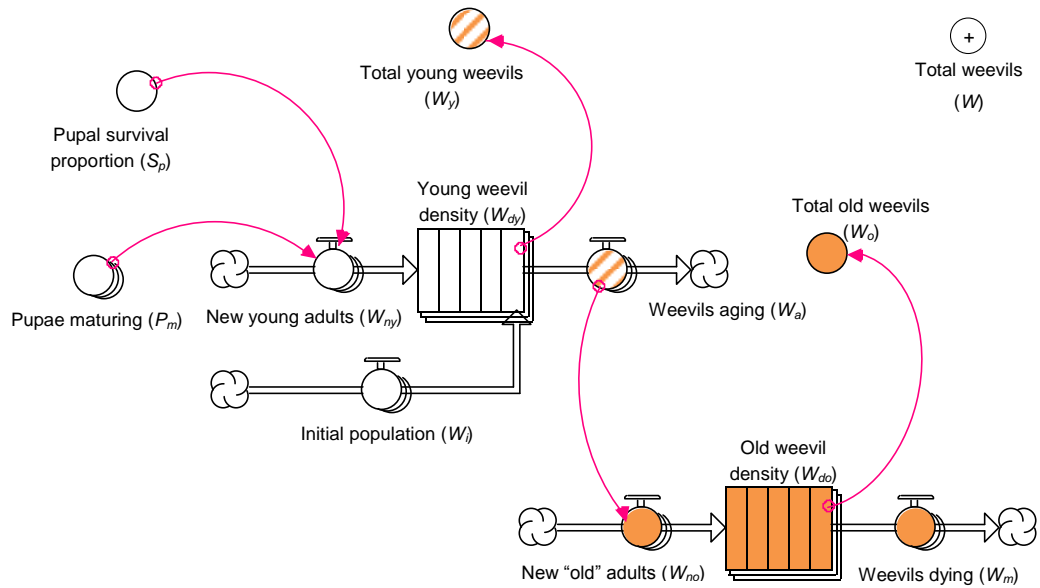 Total young weevils
(Wy)
+
Total weevils
(W)
Pupal survival
proportion (Sp)
Young weevil
density (Wdy)
Total old weevils
(Wo)
Pupae maturing (Pm)
New young adults (Wny)
Weevils aging (Wa)
Initial population (Wi)
Old weevil
density (Wdo)
New “old” adults (Wno)
Weevils dying (Wm)